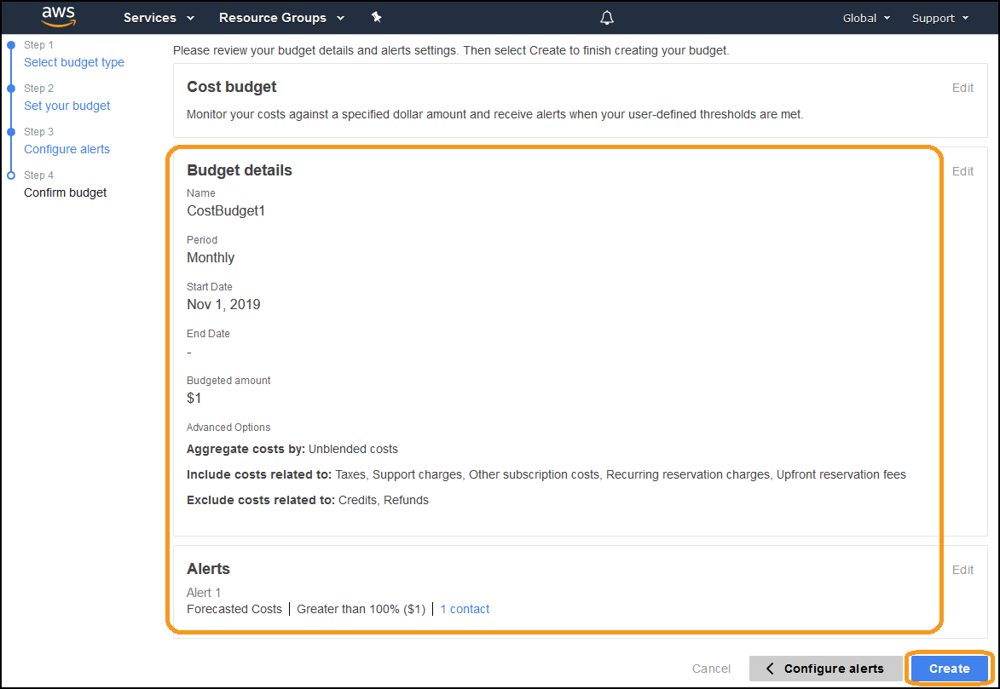 aws
Services
Resource Groups
Global
Support
Step 1
Select budget type
Step 2
Set your budget
Step 3
Configure alerts
Step 4
Confirm budget
Please review your budget details and alerts settings. Then select Create to finish creating your budget.
Cost budget
Edit
Monitor your costs against a specified dollar amount and receive alerts when your user-defined thresholds are met.
Budget details
Edit
Name
CostBudget1
Period
Monthly
Start Date
Nov 1, 2019
End Date
-
Budgeted amount
$1
Advanced Options
Aggregate costs by: Unblended costs
Include costs related to: Taxes, Support charges, Other subscription costs, Recurring reservation charges, Upfront reservation fees
Exclude costs related to: Credits, Refunds
Alerts
Edit
Alert 1
Forecasted Costs | Greater than 100% ($1) | 1 contact
Cancel
Configure alerts
Create